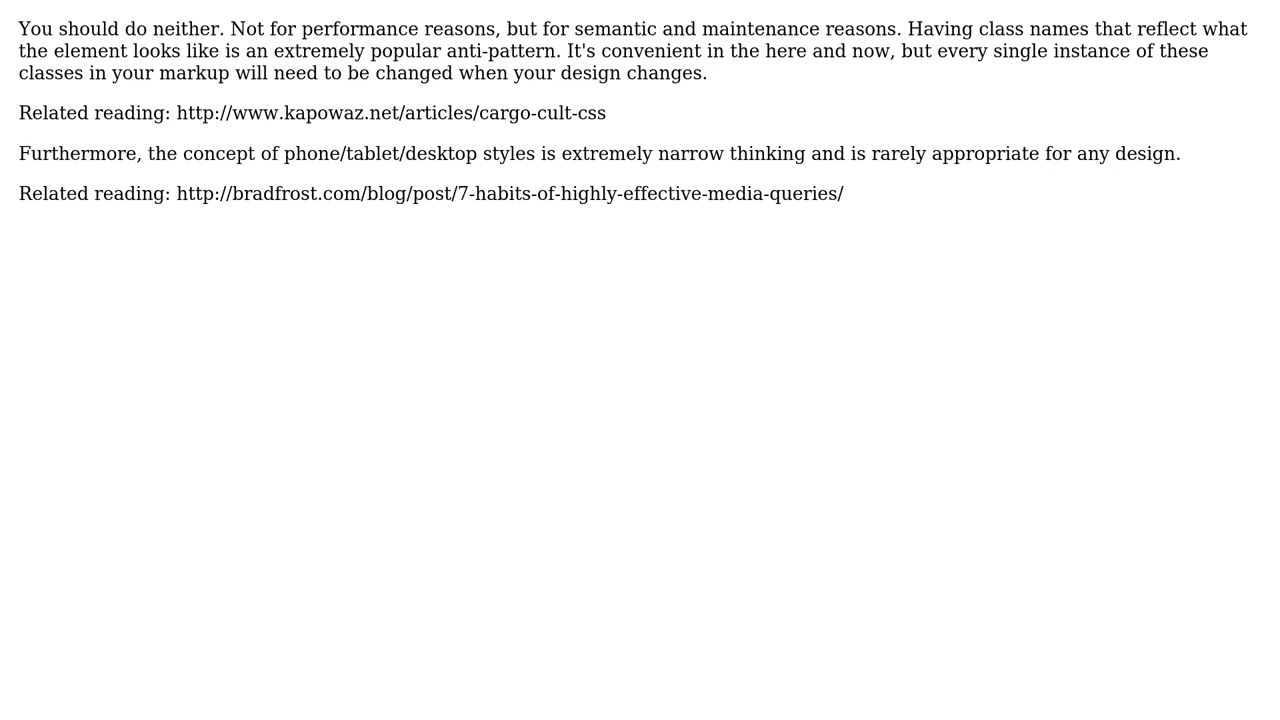 You should do neither. Not for performance reasons, but for semantic and maintenance reasons. Having class names that reflect what
the element looks like is an extremely popular anti-pattern. It's convenient in the here and now, but every single instance of these
classes in your markup will need to be changed when your design changes.
Related reading: http://www.kapowaz.net/articles/cargo-cult-css
Furthermore, the concept of phone/tablet/desktop styles is extremely narrow thinking and is rarely appropriate for any design.
Related reading: http://bradfrost.com/blog/post/7-habits-of-highly-effective-media-queries/